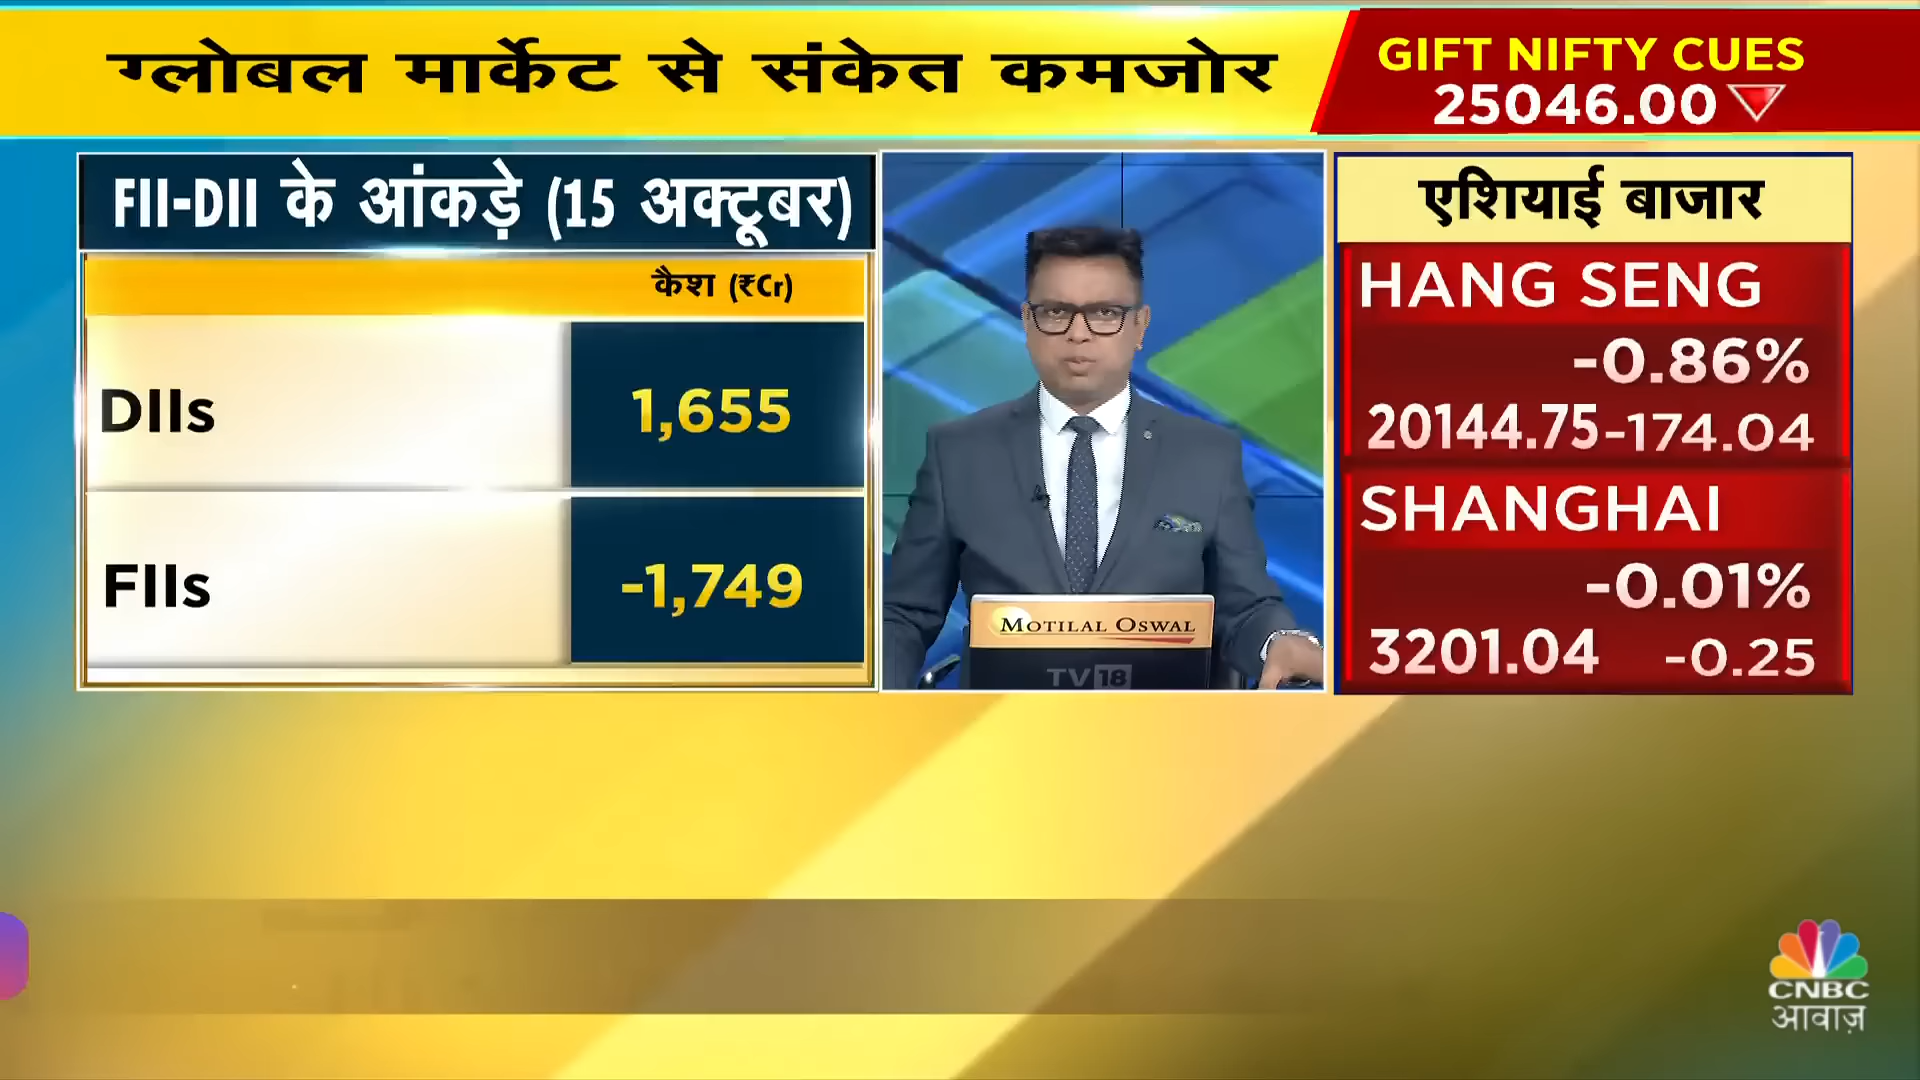 ग्लोबल मार्केट से संकेत कमजोर
GIFT NIFTY CUES
25046.00
FII-DII के आंकड़े (15 अक्टूबर)
कैश (₹Cr)
DIIs 1,655
FIIs -1,749
MOTILAL OSWAL
TV18
एशियाई बाजार
HANG SENG
-0.86%
20144.75 -174.04
SHANGHAI
-0.01%
3201.04 -0.25
CNBC
आवाज़